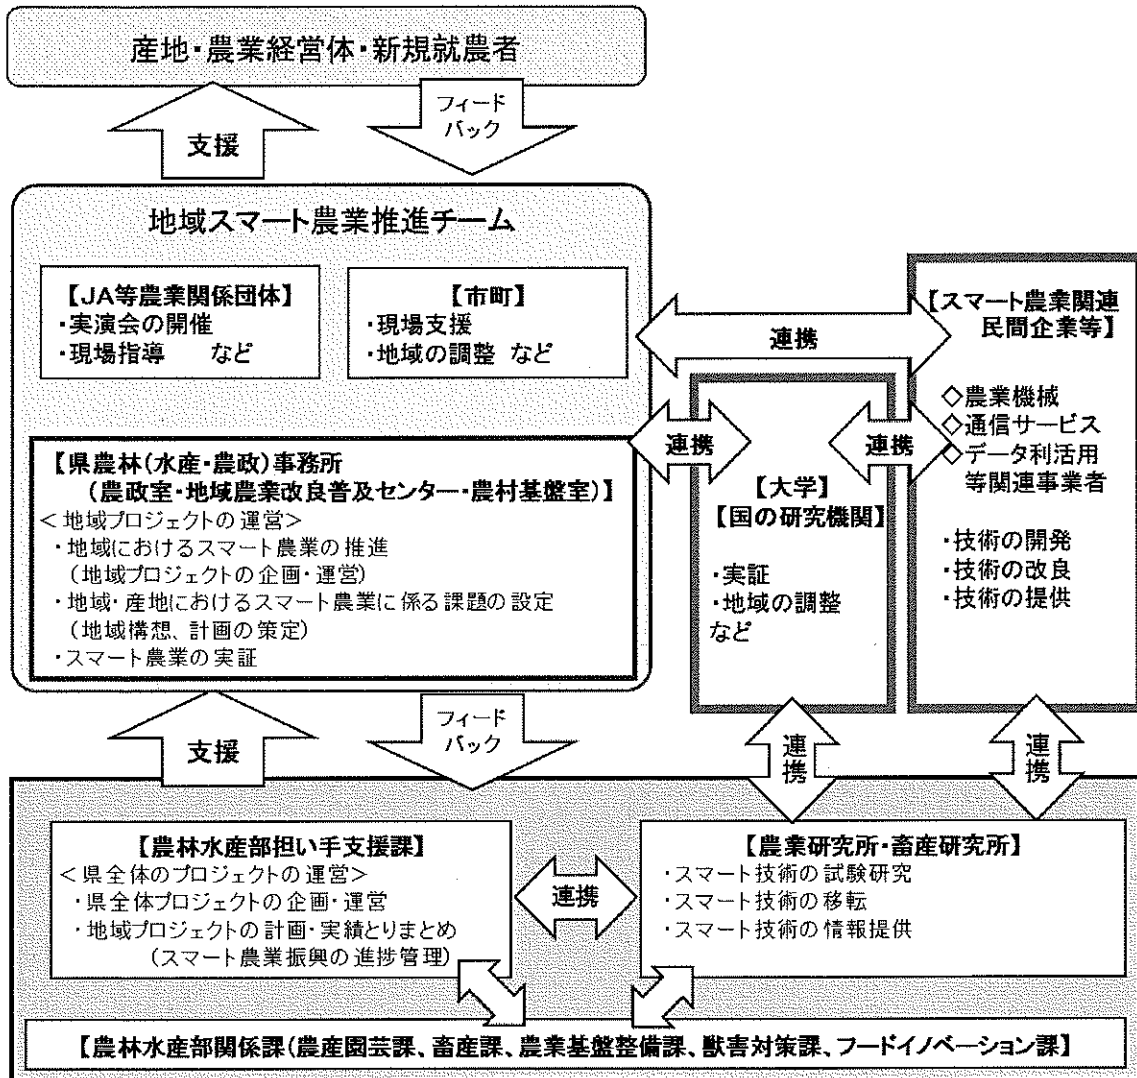 産地・農業経営体・新規就農者
支援
フィード
バック
地域スマート農業推進チーム
【JA等農業関係団体】
・実演会の開催
・現場指導　など
【市町】
・現場支援
・地域の調整 など
【県農林(水産・農政)事務所
(農政室・地域農業改良普及センター・農村基盤室)】
＜地域プロジェクトの運営＞
・地域におけるスマート農業の推進
(地域プロジェクトの企画・運営)
・地域・産地におけるスマート農業に係る課題の設定
(地域構想、計画の策定)
・スマート農業の実証
連携
連携
連携
【大学】
【国の研究機関】
・実証
・地域の調整
など
【スマート農業関連
民間企業等】
◇農業機械
◇通信サービス
◇データ利活用
等関連事業者
・技術の開発
・技術の改良
・技術の提供
支援
フィード
バック
連携
連携
【農林水産部担い手支援課】
＜県全体のプロジェクトの運営＞
・県全体プロジェクトの企画・運営
・地域プロジェクトの計画・実績とりまとめ
(スマート農業振興の進捗管理)
連携
【農業研究所・畜産研究所】
・スマート技術の試験研究
・スマート技術の移転
・スマート技術の情報提供
【農林水産部関係課(農産園芸課、畜産課、農業基盤整備課、獣害対策課、フードイノベーション課】